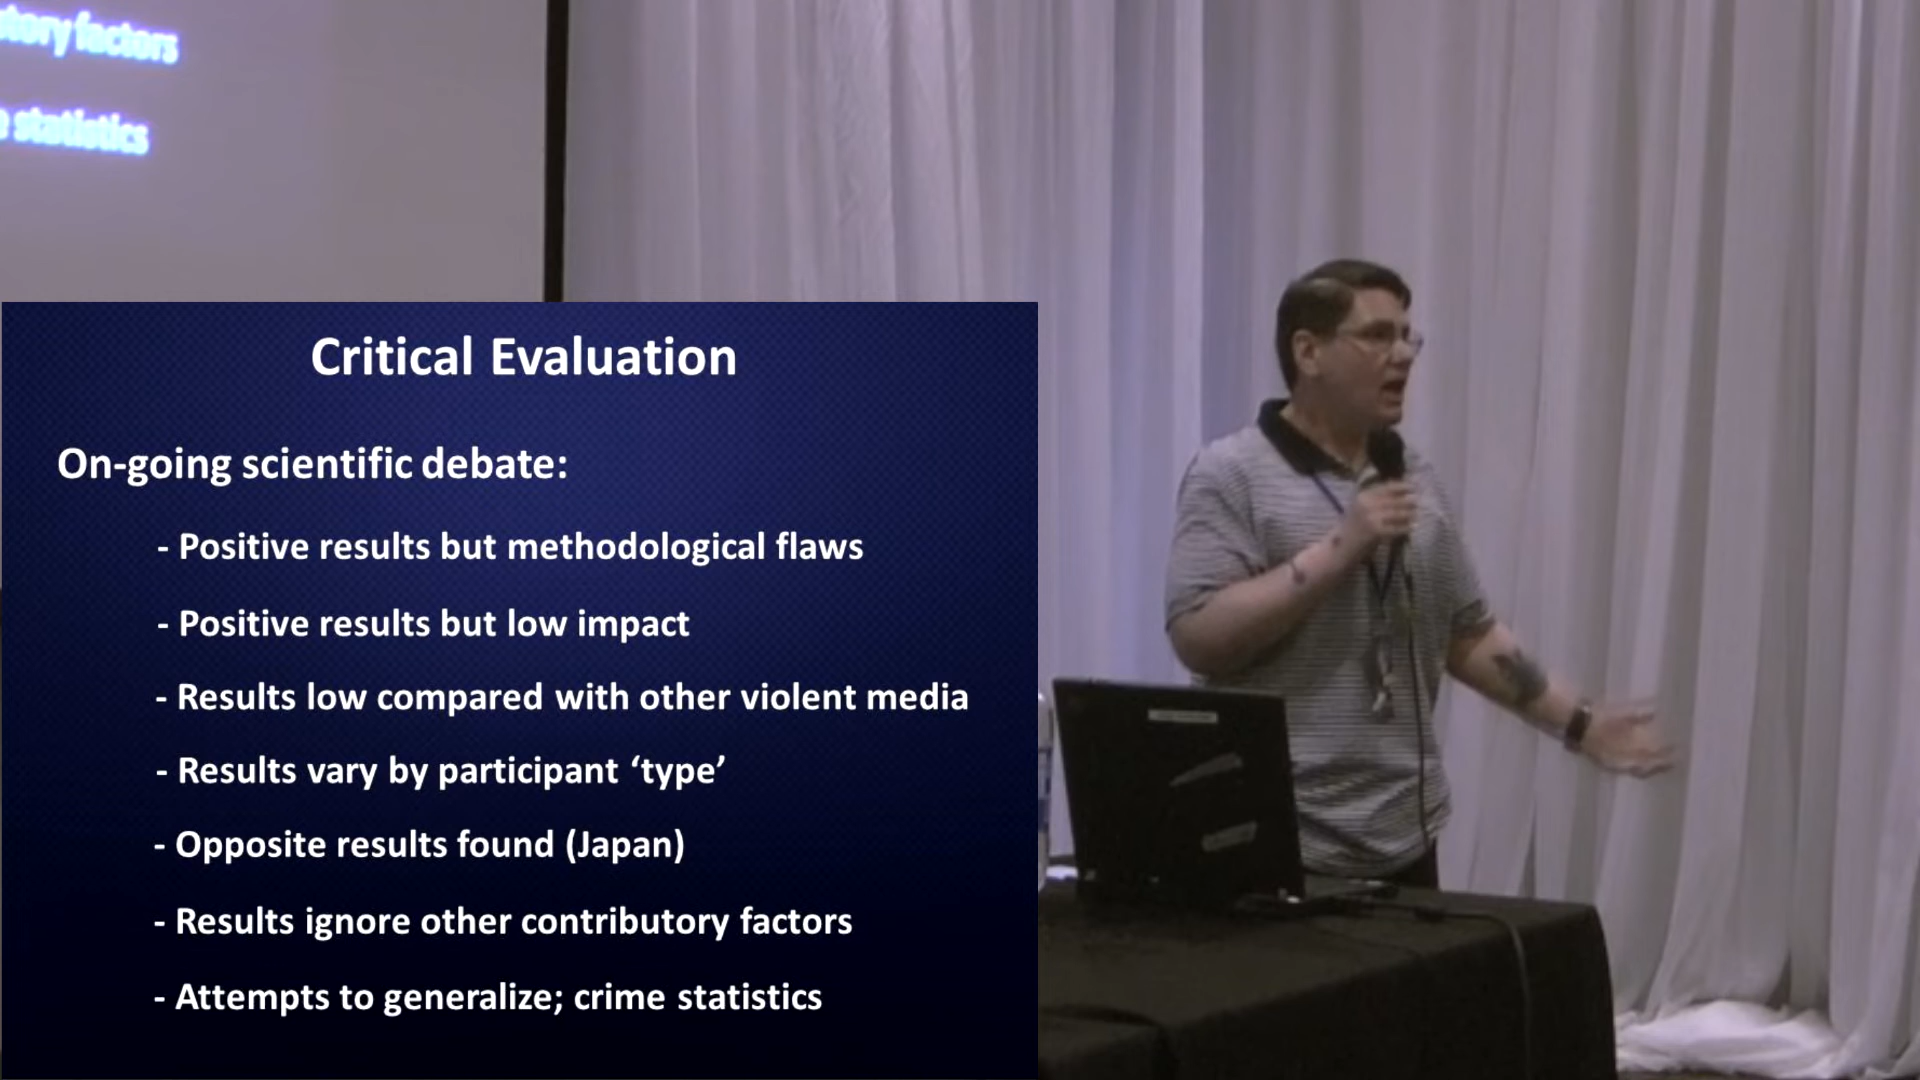 factors
statistics
Critical Evaluation
On-going scientific debate:
- Positive results but methodological flaws
- Positive results but low impact
- Results low compared with other violent media
- Results vary by participant ‘type’
- Opposite results found (Japan)
- Results ignore other contributory factors
- Attempts to generalize; crime statistics